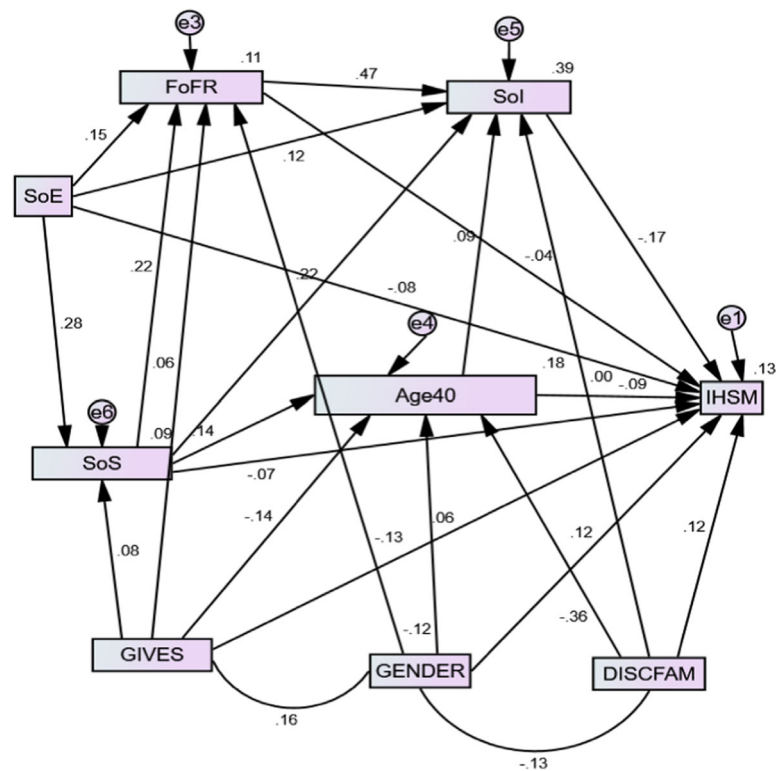 e3
e5
.11
.39
FoFR
.47
SoI
.15
.12
SoE
.09
-.17
.22
.22
-.04
-.08
.28
e4
e1
.06
.18
.00
-.09
.13
Age40
IHSM
e6
.09
.14
SoS
-.07
-.14
-.13
.06
.12
.12
.08
-.36
-.12
GIVES
GENDER
DISCFAM
.16
-.13